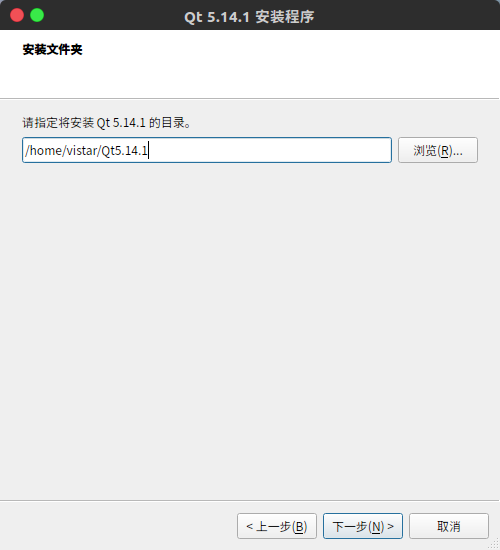 Qt 5.14.1 安装程序
安装文件夹
请指定将安装 Qt 5.14.1 的目录。
/home/vistar/Qt5.14.1
浏览(R)...
< 上一步(B)
下一步(N) >
取消